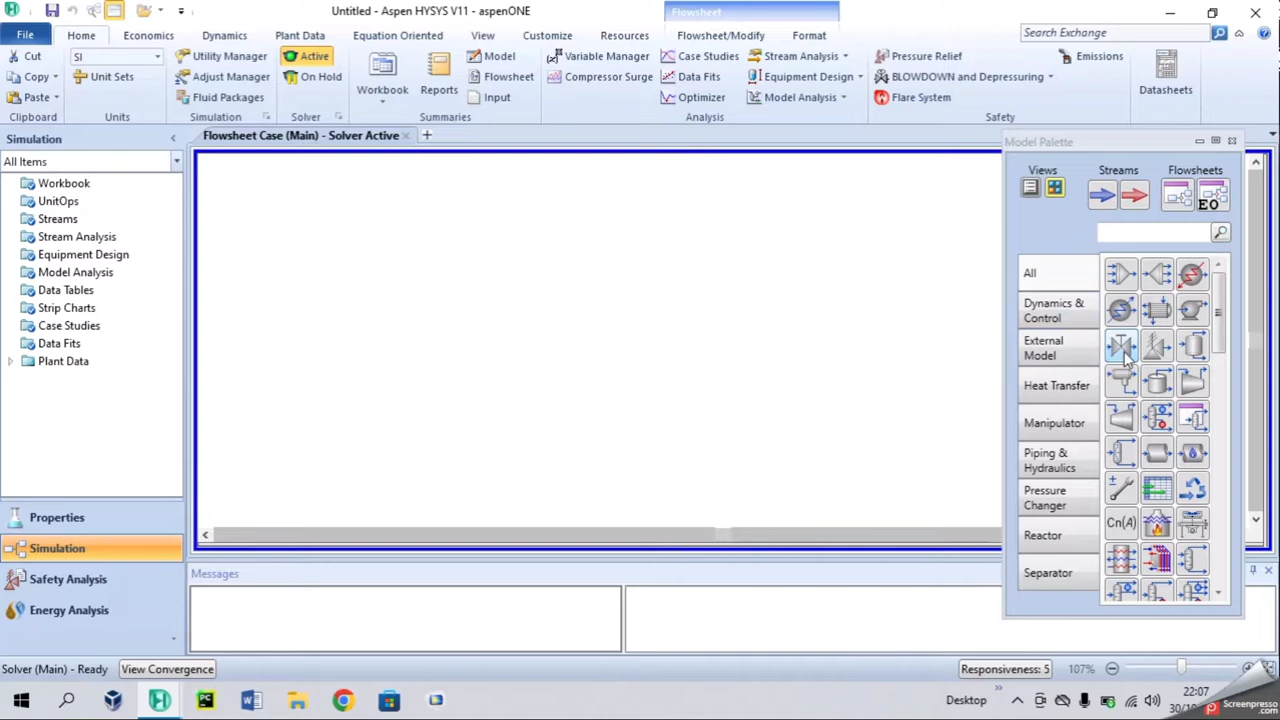 Untitled - Aspen HYSYS V11 - aspenONE
Flowsheet
File
Home
Economics
Dynamics
Plant Data
Equation Oriented
View
Customize
Resources
Flowsheet/Modify
Format
Search Exchange
Cut
Copy
Paste
Clipboard
SI
Unit Sets
Units
Utility Manager
Adjust Manager
Fluid Packages
Simulation
Active
On Hold
Solver
Workbook
Reports
Model
Flowsheet
Input
Summaries
Variable Manager
Compressor Surge
Case Studies
Data Fits
Optimizer
Stream Analysis
Equipment Design
Model Analysis
Analysis
Pressure Relief
BLOWDOWN and Depressuring
Flare System
Emissions
Safety
Datasheets
Simulation
All Items
Workbook
UnitOps
Streams
Stream Analysis
Equipment Design
Model Analysis
Data Tables
Strip Charts
Case Studies
Data Fits
Plant Data
Properties
Simulation
Safety Analysis
Energy Analysis
Flowsheet Case (Main) - Solver Active
Model Palette
Views
Streams
Flowsheets
EO
All
Dynamics &
Control
External
Model
Heat Transfer
Manipulator
Piping &
Hydraulics
Pressure
Changer
Reactor
Separator
Cn(A)
Messages
Solver (Main) - Ready
View Convergence
Responsiveness: 5
107%
Desktop
22:07
Screenpresso
.com